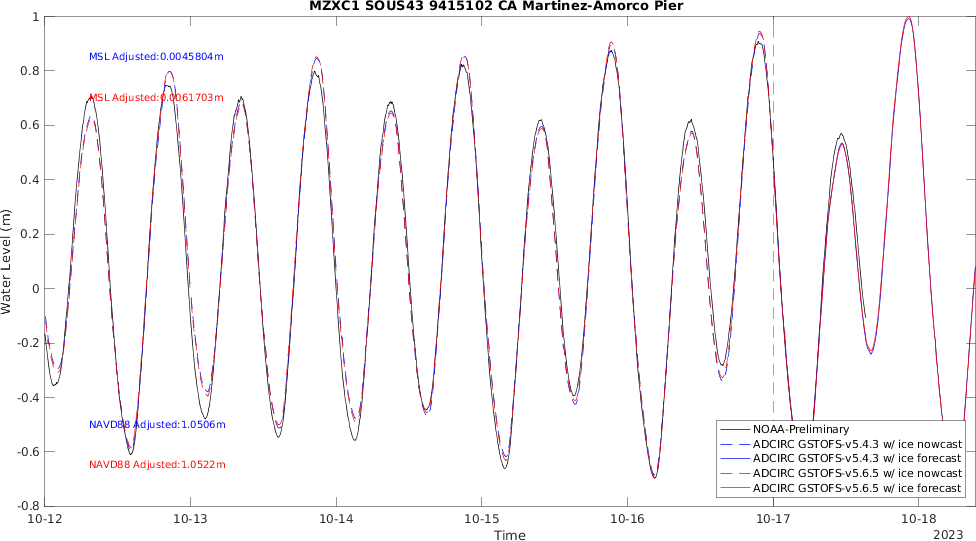 MZXC1 SOUS43 9415102 CA Martinez-Amorco Pier
1
0.8
0.6
0.4
0.2
0
-0.2
-0.4
-0.6
-0.8
Water Level (m)
MSL Adjusted:0.0045804m
MSL Adjusted:0.0061703m
NAVD88 Adjusted:1.0506m
NAVD88 Adjusted:1.0522m
NOAA-Preliminary
ADCIRC GSTOFS-v5.4.3 w/ ice nowcast
ADCIRC GSTOFS-v5.4.3 w/ ice forecast
ADCIRC GSTOFS-v5.6.5 w/ ice nowcast
ADCIRC GSTOFS-v5.6.5 w/ ice forecast
10-12 10-13 10-14 10-15 10-16 10-17 10-18
Time
2023